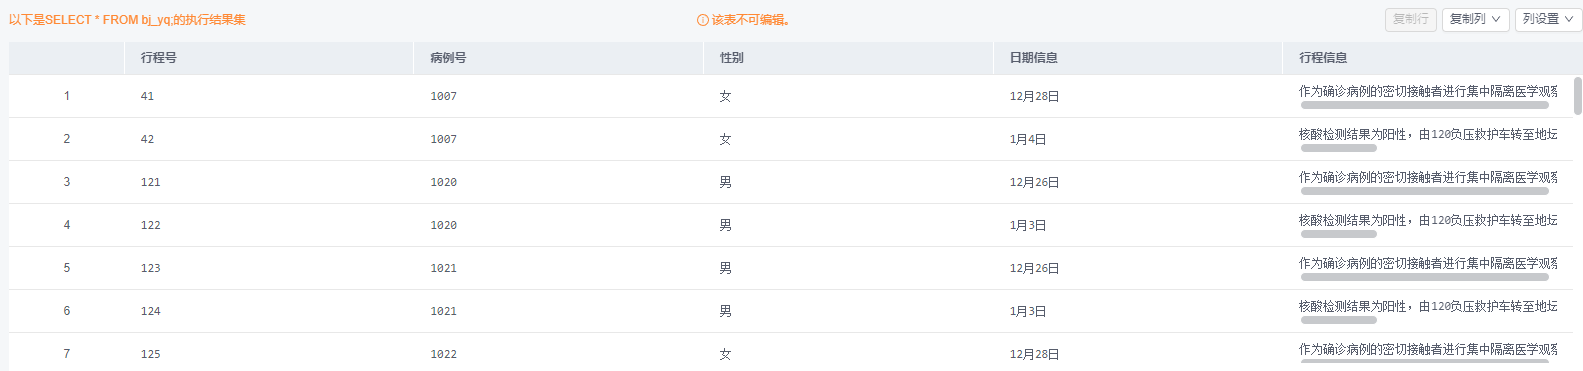 以下是SELECT * FROM bj_yq;的执行结果集 该表不可编辑。 复制行 复制列 列设置
行程号 病例号 性别 日期信息 行程信息
1 41 1007 女 12月28日 作为确诊病例的密切接触者进行集中隔离医学观察
2 42 1007 女 1月4日 核酸检测结果为阳性，由120负压救护车转至地坛
3 121 1020 男 12月26日 作为确诊病例的密切接触者进行集中隔离医学观察
4 122 1020 男 1月3日 核酸检测结果为阳性，由120负压救护车转至地坛
5 123 1021 男 12月26日 作为确诊病例的密切接触者进行集中隔离医学观察
6 124 1021 男 1月3日 核酸检测结果为阳性，由120负压救护车转至地坛
7 125 1022 女 12月28日 作为确诊病例的密切接触者进行集中隔离医学观察